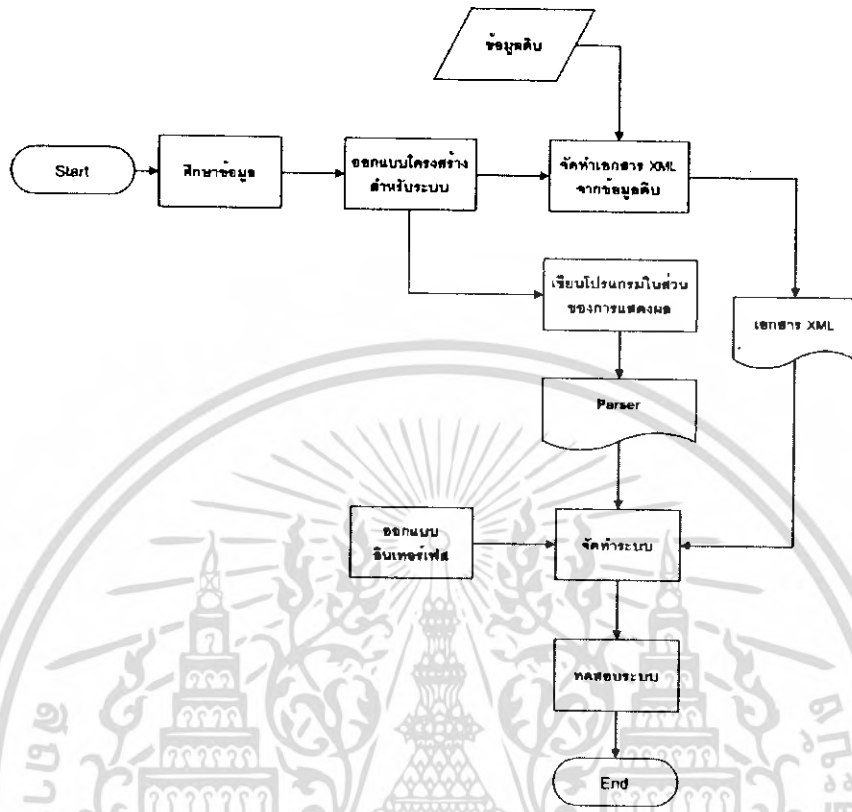 ข้อมูลดิบ
Start
ศึกษาข้อมูล
ออกแบบโครงสร้าง
สำหรับระบบ
จัดทำเอกสาร XML
จากข้อมูลดิบ
เขียนโปรแกรมในส่วน
ของการแสดงผล
เอกสาร XML
Parser
ออกแบบ
อินเทอร์เฟส
จัดทำระบบ
ทดสอบระบบ
End